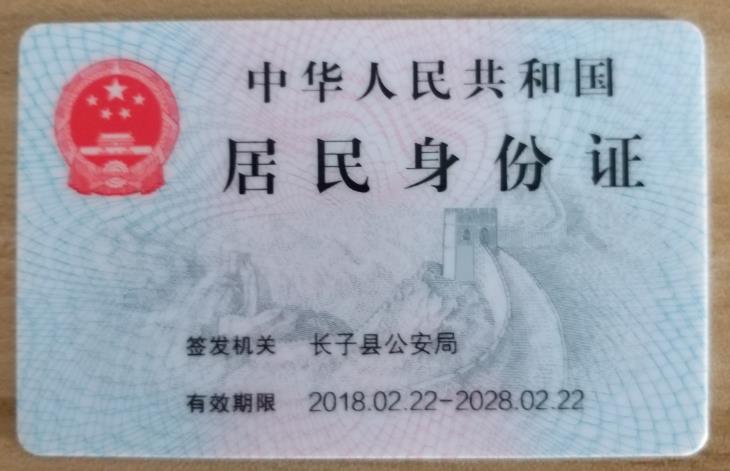 中华人民共和国
居民身份证
签发机关 长子县公安局
有效期限 2018.02.22-2028.02.22